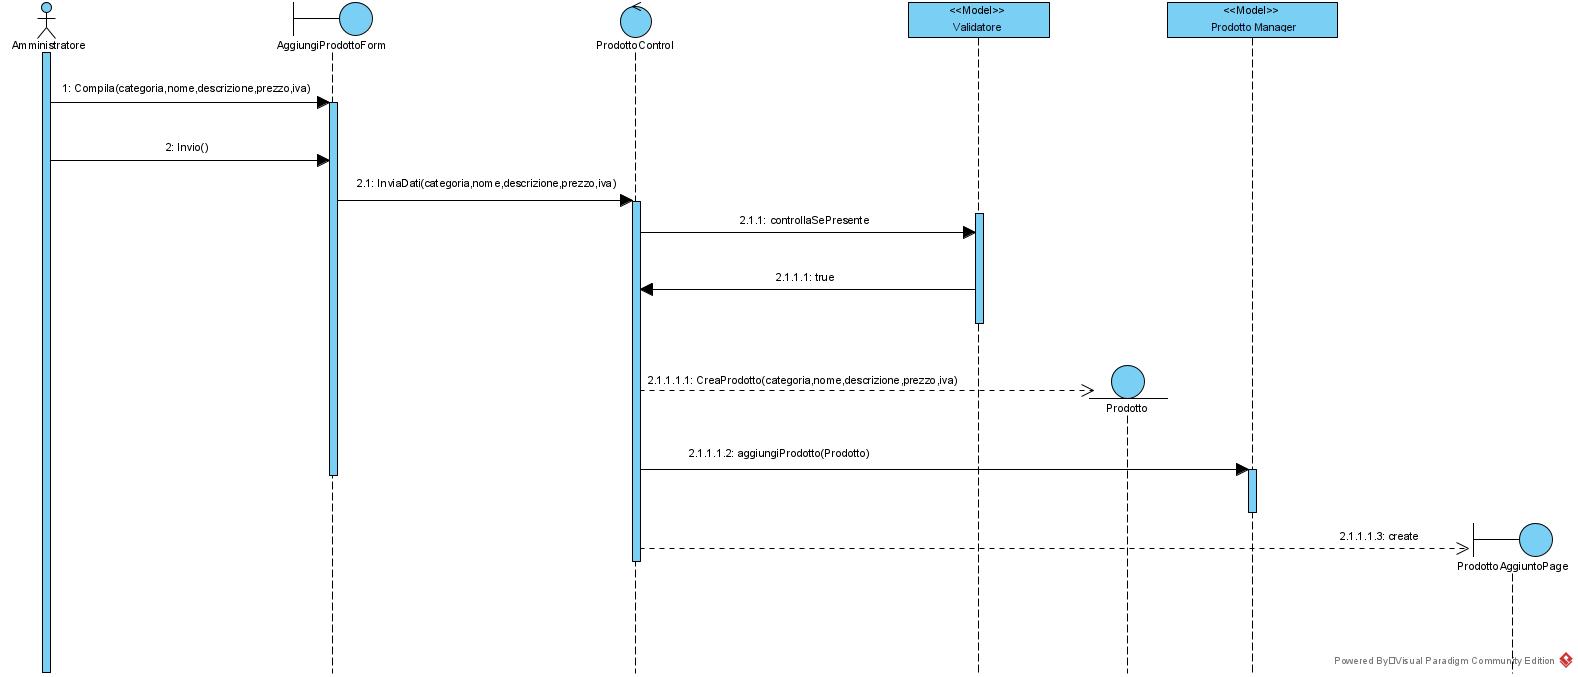 <<Model>>
<<Model>>
Validatore
Prodotto Manager
Amministratore
AggiungiProdottoForm
ProdottoControl
1: Compila(categoria,nome,descrizione,prezzo,iva)
2: Invio()
2.1: InviaDati(categoria,nome,descrizione,prezzo,iva)
2.1.1: controllaSePresente
2.1.1.1: true
2.1.1.1.1: CreaProdotto(categoria,nome,descrizione,prezzo,iva)
Prodotto
2.1.1.1.2: aggiungiProdotto(Prodotto)
2.1.1.1.3: create
ProdottoAggiuntoPage
Powered By▯Visual Paradigm Community Edition